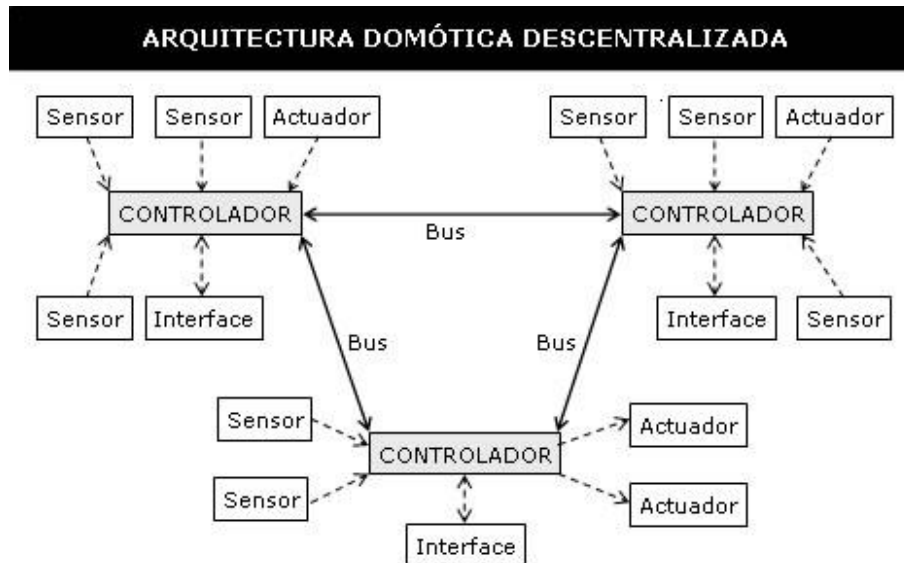 ARQUITECTURA DOMÓTICA DESCENTRALIZADA
Sensor Sensor Actuador Sensor Sensor Actuador
CONTROLADOR CONTROLADOR
Bus
Sensor Interface Interface Sensor
Bus Bus
Sensor Actuador
CONTROLADOR
Sensor Actuador
Interface